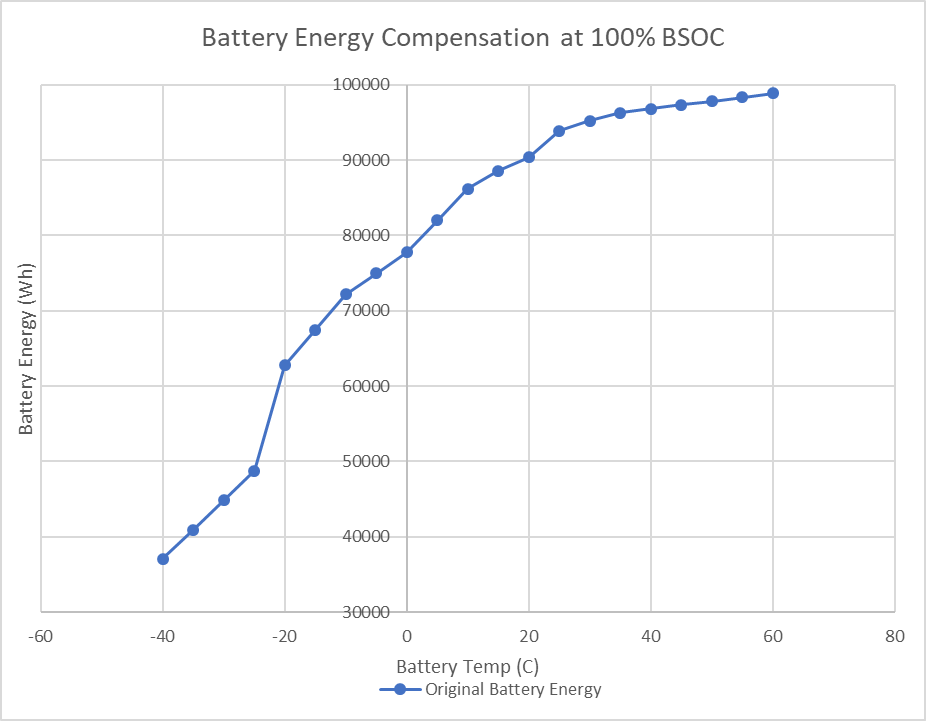 Battery Energy Compensation at 100% BSOC
100000
90000
80000
70000
60000
50000
40000
30000
Battery Energy (Wh)
-60 -40 -20 0 20 40 60 80
Battery Temp (C)
Original Battery Energy